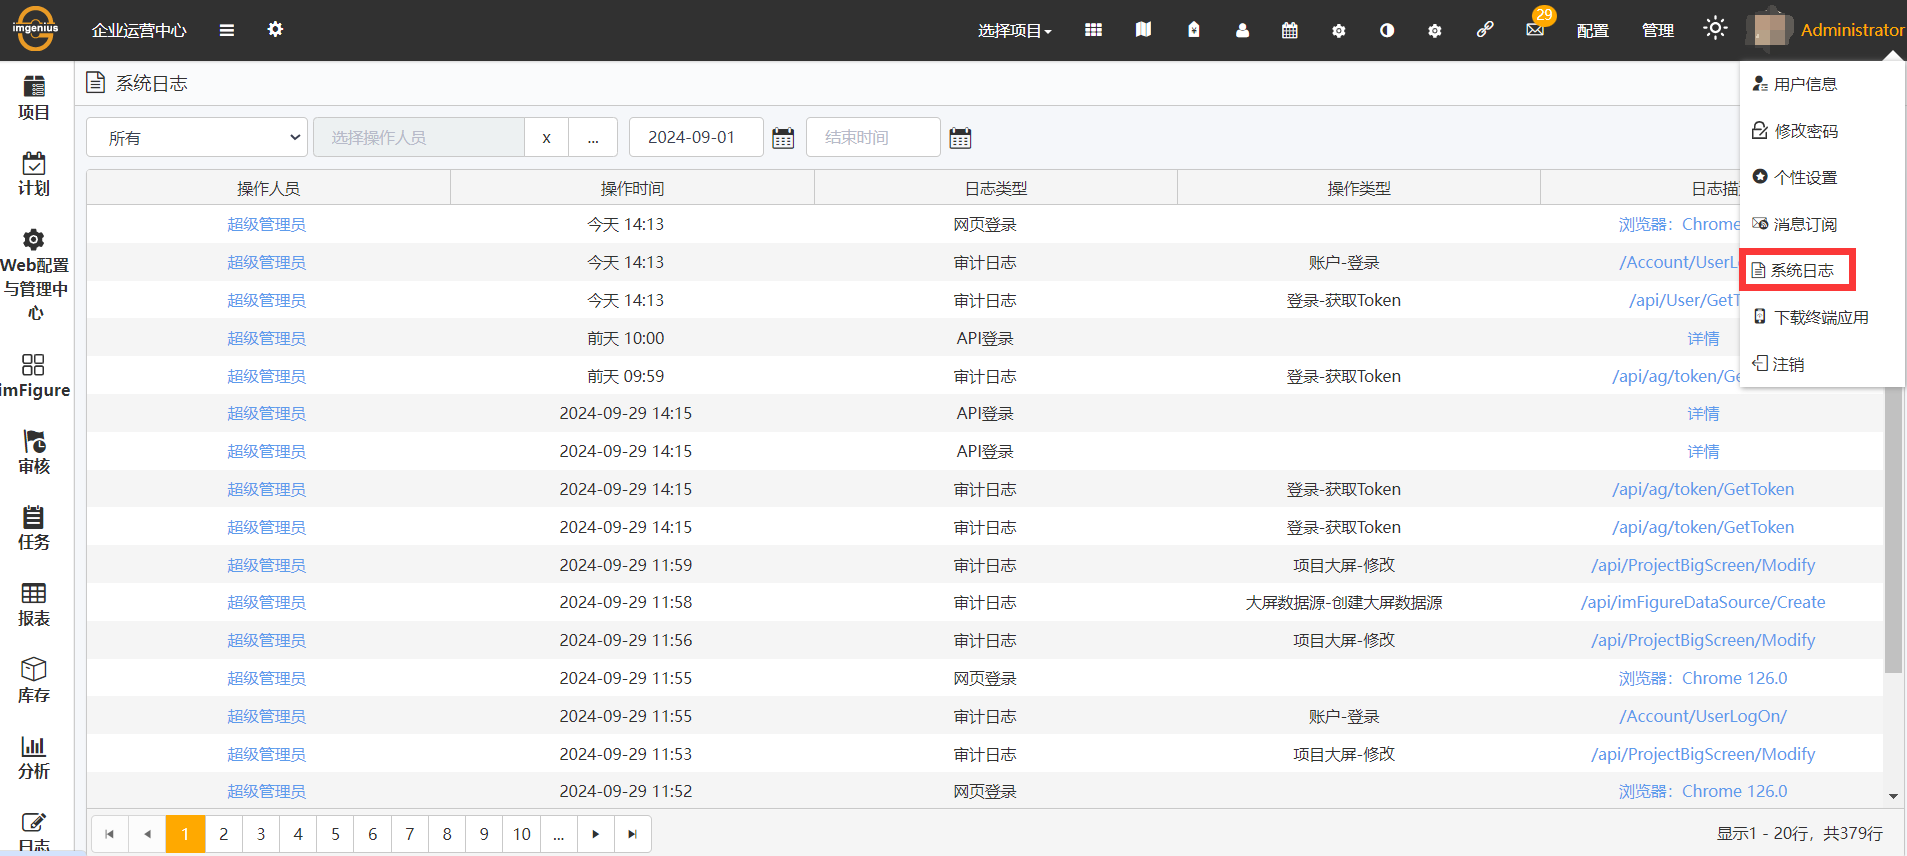 imgenius
企业运营中心
选择项目
29
配置
管理
Administrator
项目
计划
Web配置
与管理中
心
imFigure
审核
任务
报表
库存
分析
日志
系统日志
所有
选择操作人员
x
...
2024-09-01
结束时间
用户信息
修改密码
个性设置
消息订阅
系统日志
下载终端应用
注销
操作人员 操作时间 日志类型 操作类型 日志描
超级管理员 今天 14:13 网页登录 浏览器：Chrome
超级管理员 今天 14:13 审计日志 账户-登录 /Account/UserL
超级管理员 今天 14:13 审计日志 登录-获取Token /api/User/GetT
超级管理员 前天 10:00 API登录 详情
超级管理员 前天 09:59 审计日志 登录-获取Token /api/ag/token/Ge
超级管理员 2024-09-29 14:15 API登录 详情
超级管理员 2024-09-29 14:15 API登录 详情
超级管理员 2024-09-29 14:15 审计日志 登录-获取Token /api/ag/token/GetToken
超级管理员 2024-09-29 14:15 审计日志 登录-获取Token /api/ag/token/GetToken
超级管理员 2024-09-29 11:59 审计日志 项目大屏-修改 /api/ProjectBigScreen/Modify
超级管理员 2024-09-29 11:58 审计日志 大屏数据源-创建大屏数据源 /api/imFigureDataSource/Create
超级管理员 2024-09-29 11:56 审计日志 项目大屏-修改 /api/ProjectBigScreen/Modify
超级管理员 2024-09-29 11:55 网页登录 浏览器：Chrome 126.0
超级管理员 2024-09-29 11:55 审计日志 账户-登录 /Account/UserLogOn/
超级管理员 2024-09-29 11:53 审计日志 项目大屏-修改 /api/ProjectBigScreen/Modify
超级管理员 2024-09-29 11:52 网页登录 浏览器：Chrome 126.0
1 2 3 4 5 6 7 8 9 10 ...
显示1 - 20行，共379行